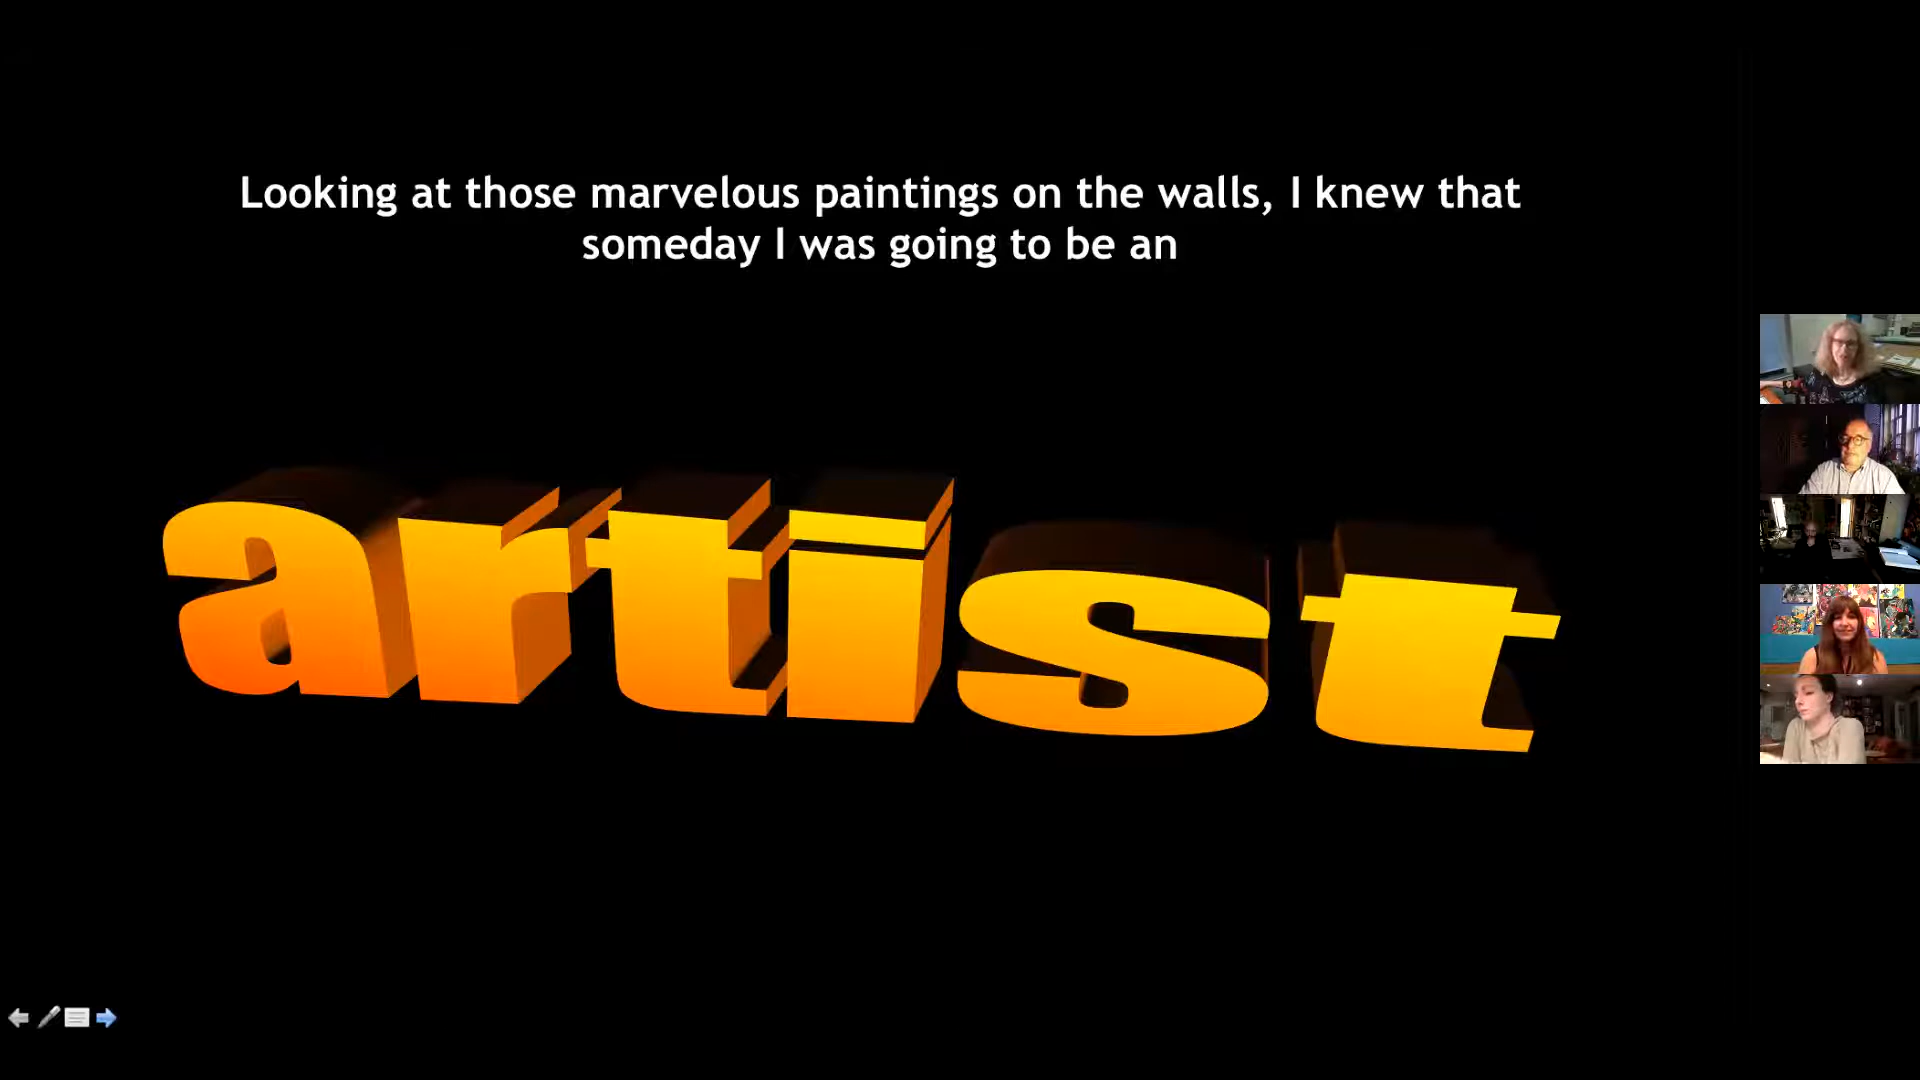 Looking at those marvelous paintings on the walls, I knew that
someday I was going to be an
artist